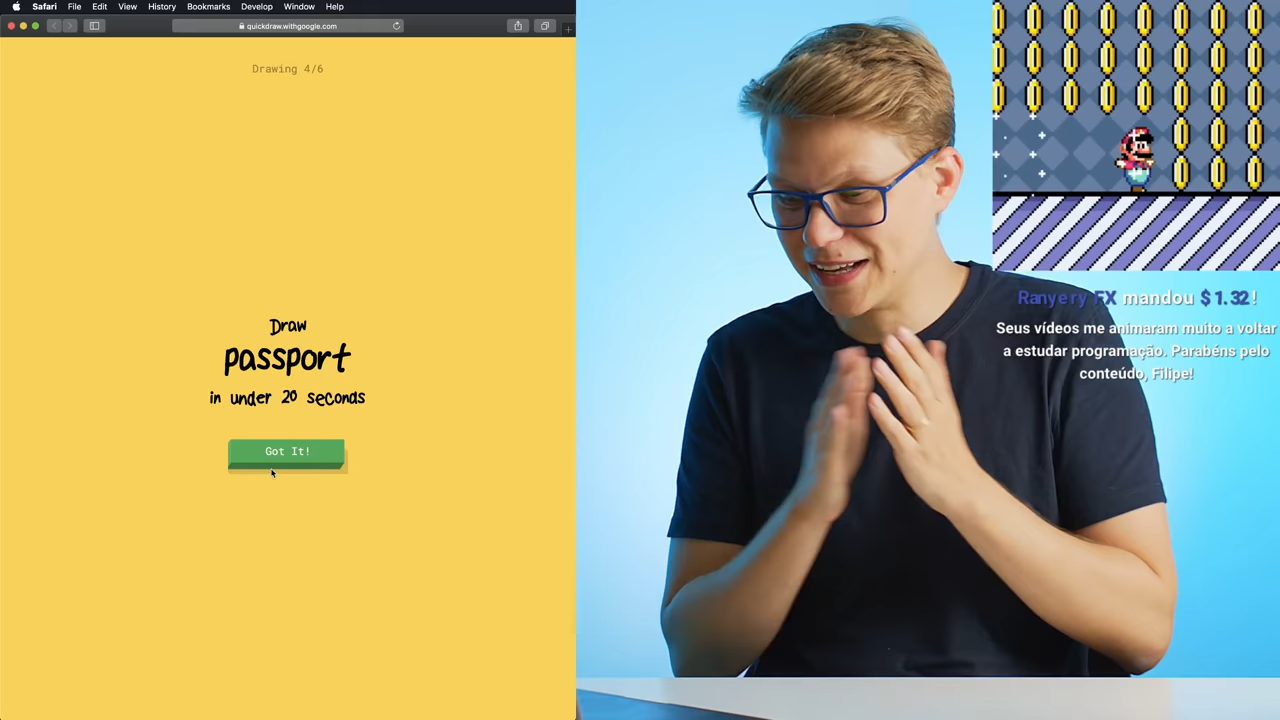 Safari File Edit View History Bookmarks Develop Window Help
quickdraw.withgoogle.com
Drawing 4/6
Draw
passport
in under 20 seconds
Got It!
Ranyery FX mandou $1.32!
Seus vídeos me animaram muito a voltar
a estudar programação. Parabéns pelo
conteúdo, Filipe!